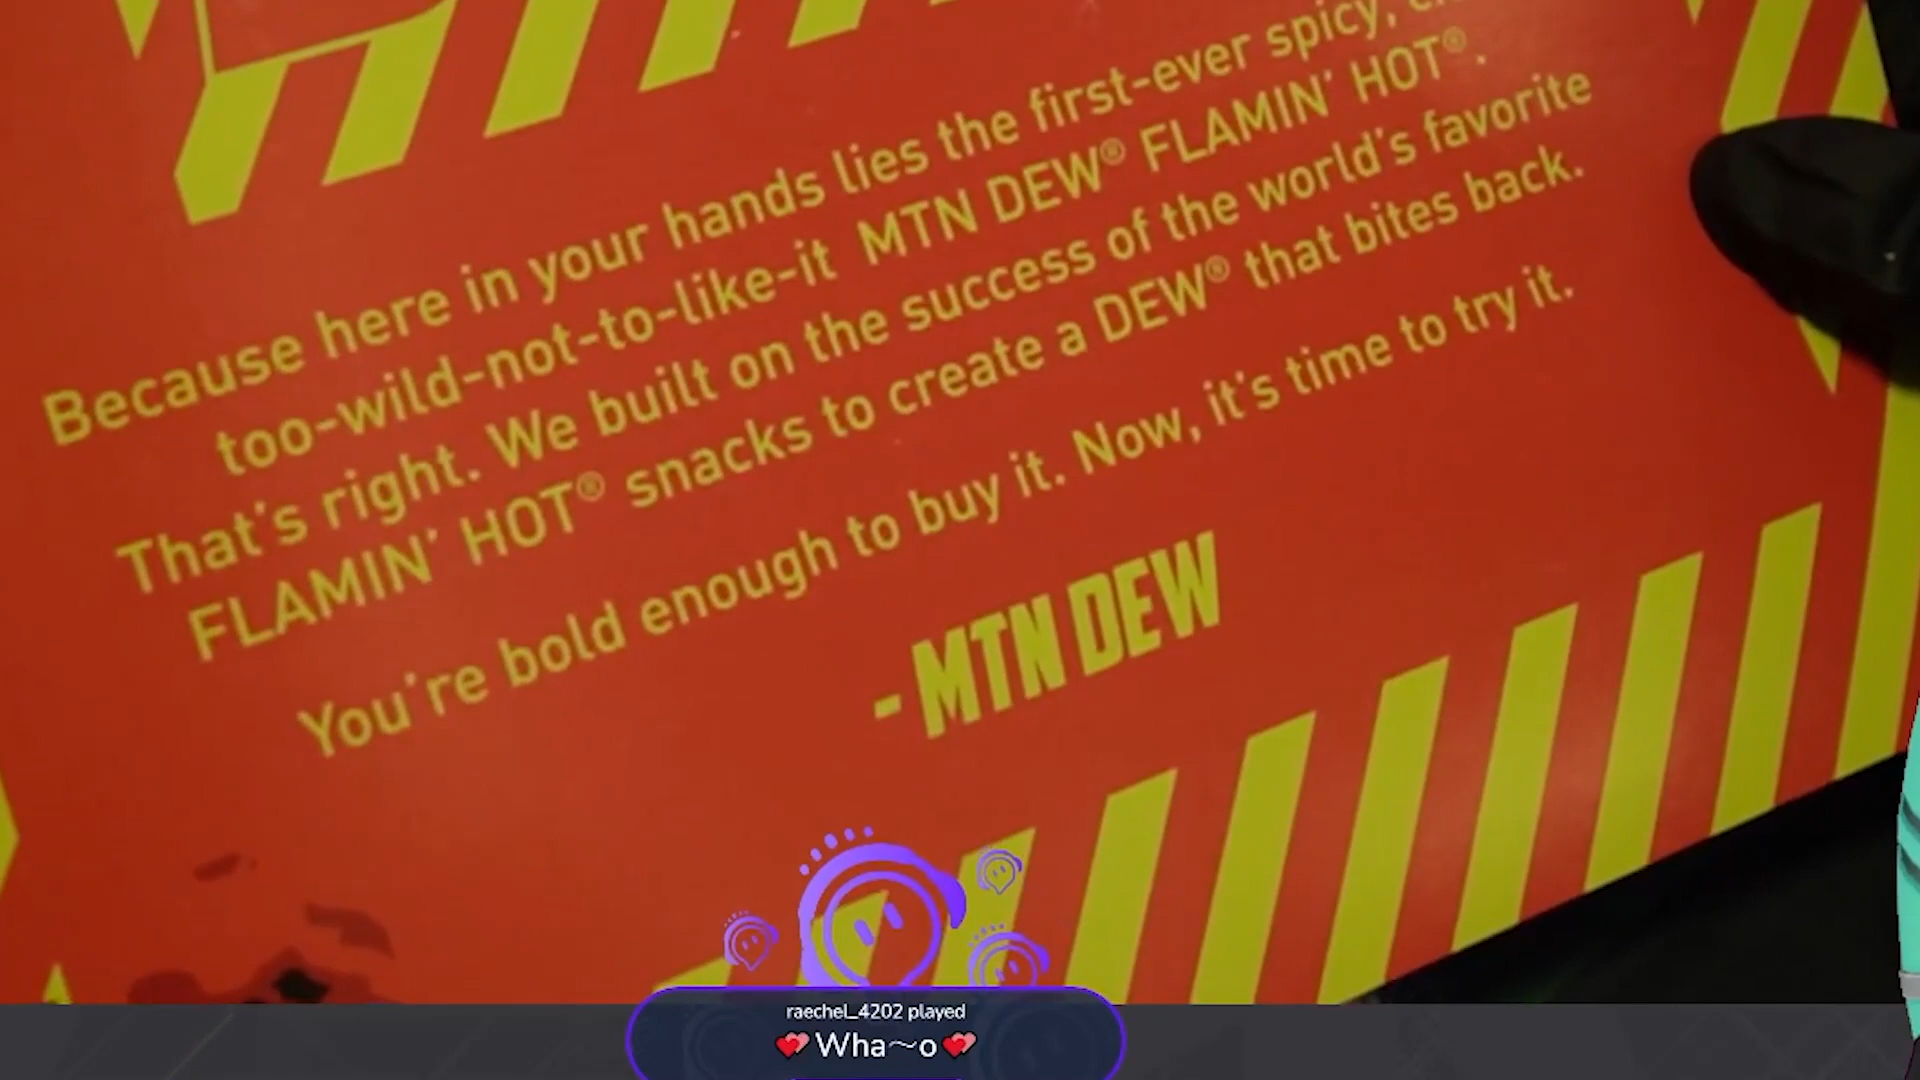 Because here in your hands lies the first-ever spicy,
too-wild-not-to-like-it MTN DEW® FLAMIN' HOT®.
That's right. We built on the success of the world's favorite
FLAMIN' HOT® snacks to create a DEW® that bites back.
You're bold enough to buy it. Now, it's time to try it.
- MTN DEW
raechel_4202 played
💕Wha~o💕